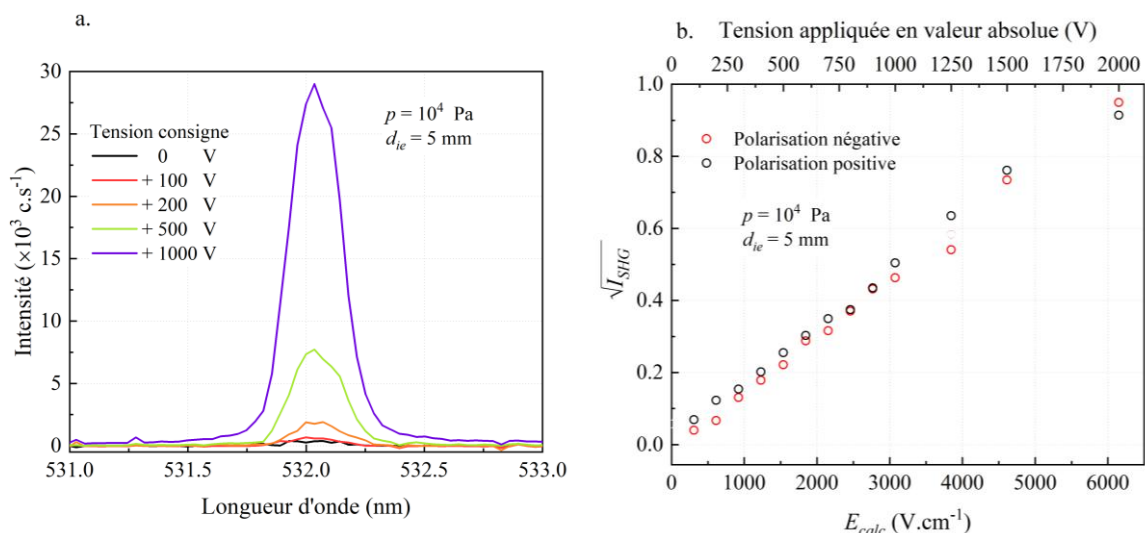 a.
30
25
20
15
10
5
0
Intensité (×10³ c.s⁻¹)
Tension consigne
0 V
+ 100 V
+ 200 V
+ 500 V
+ 1000 V
p = 10⁴ Pa
d_ie = 5 mm
531.0 531.5 532.0 532.5 533.0
Longueur d'onde (nm)
b. Tension appliquée en valeur absolue (V)
0 250 500 750 1000 1250 1500 1750 2000
1.0
0.8
0.6
0.4
0.2
0.0
√I_SHG
Polarisation négative
Polarisation positive
p = 10⁴ Pa
d_ie = 5 mm
0 1000 2000 3000 4000 5000 6000
E_calc (V.cm⁻¹)